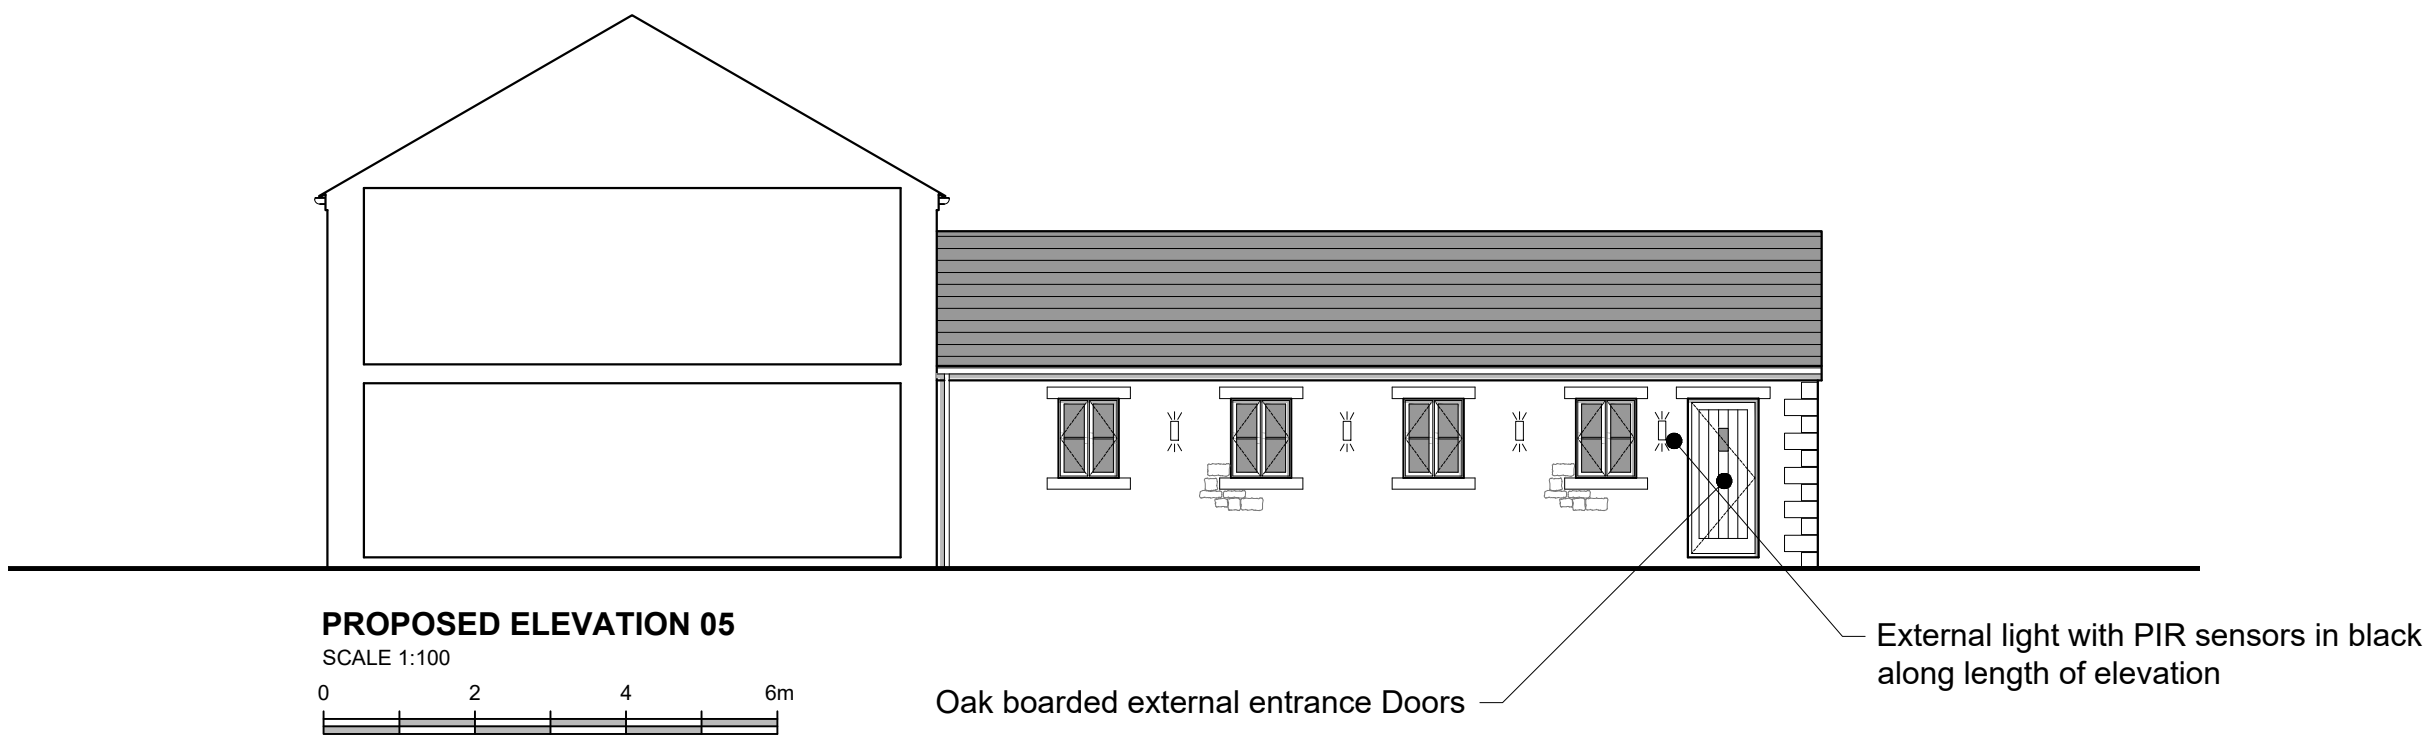 PROPOSED ELEVATION 05
SCALE 1:100
0 2 4 6m
Oak boarded external entrance Doors
External light with PIR sensors in black
along length of elevation